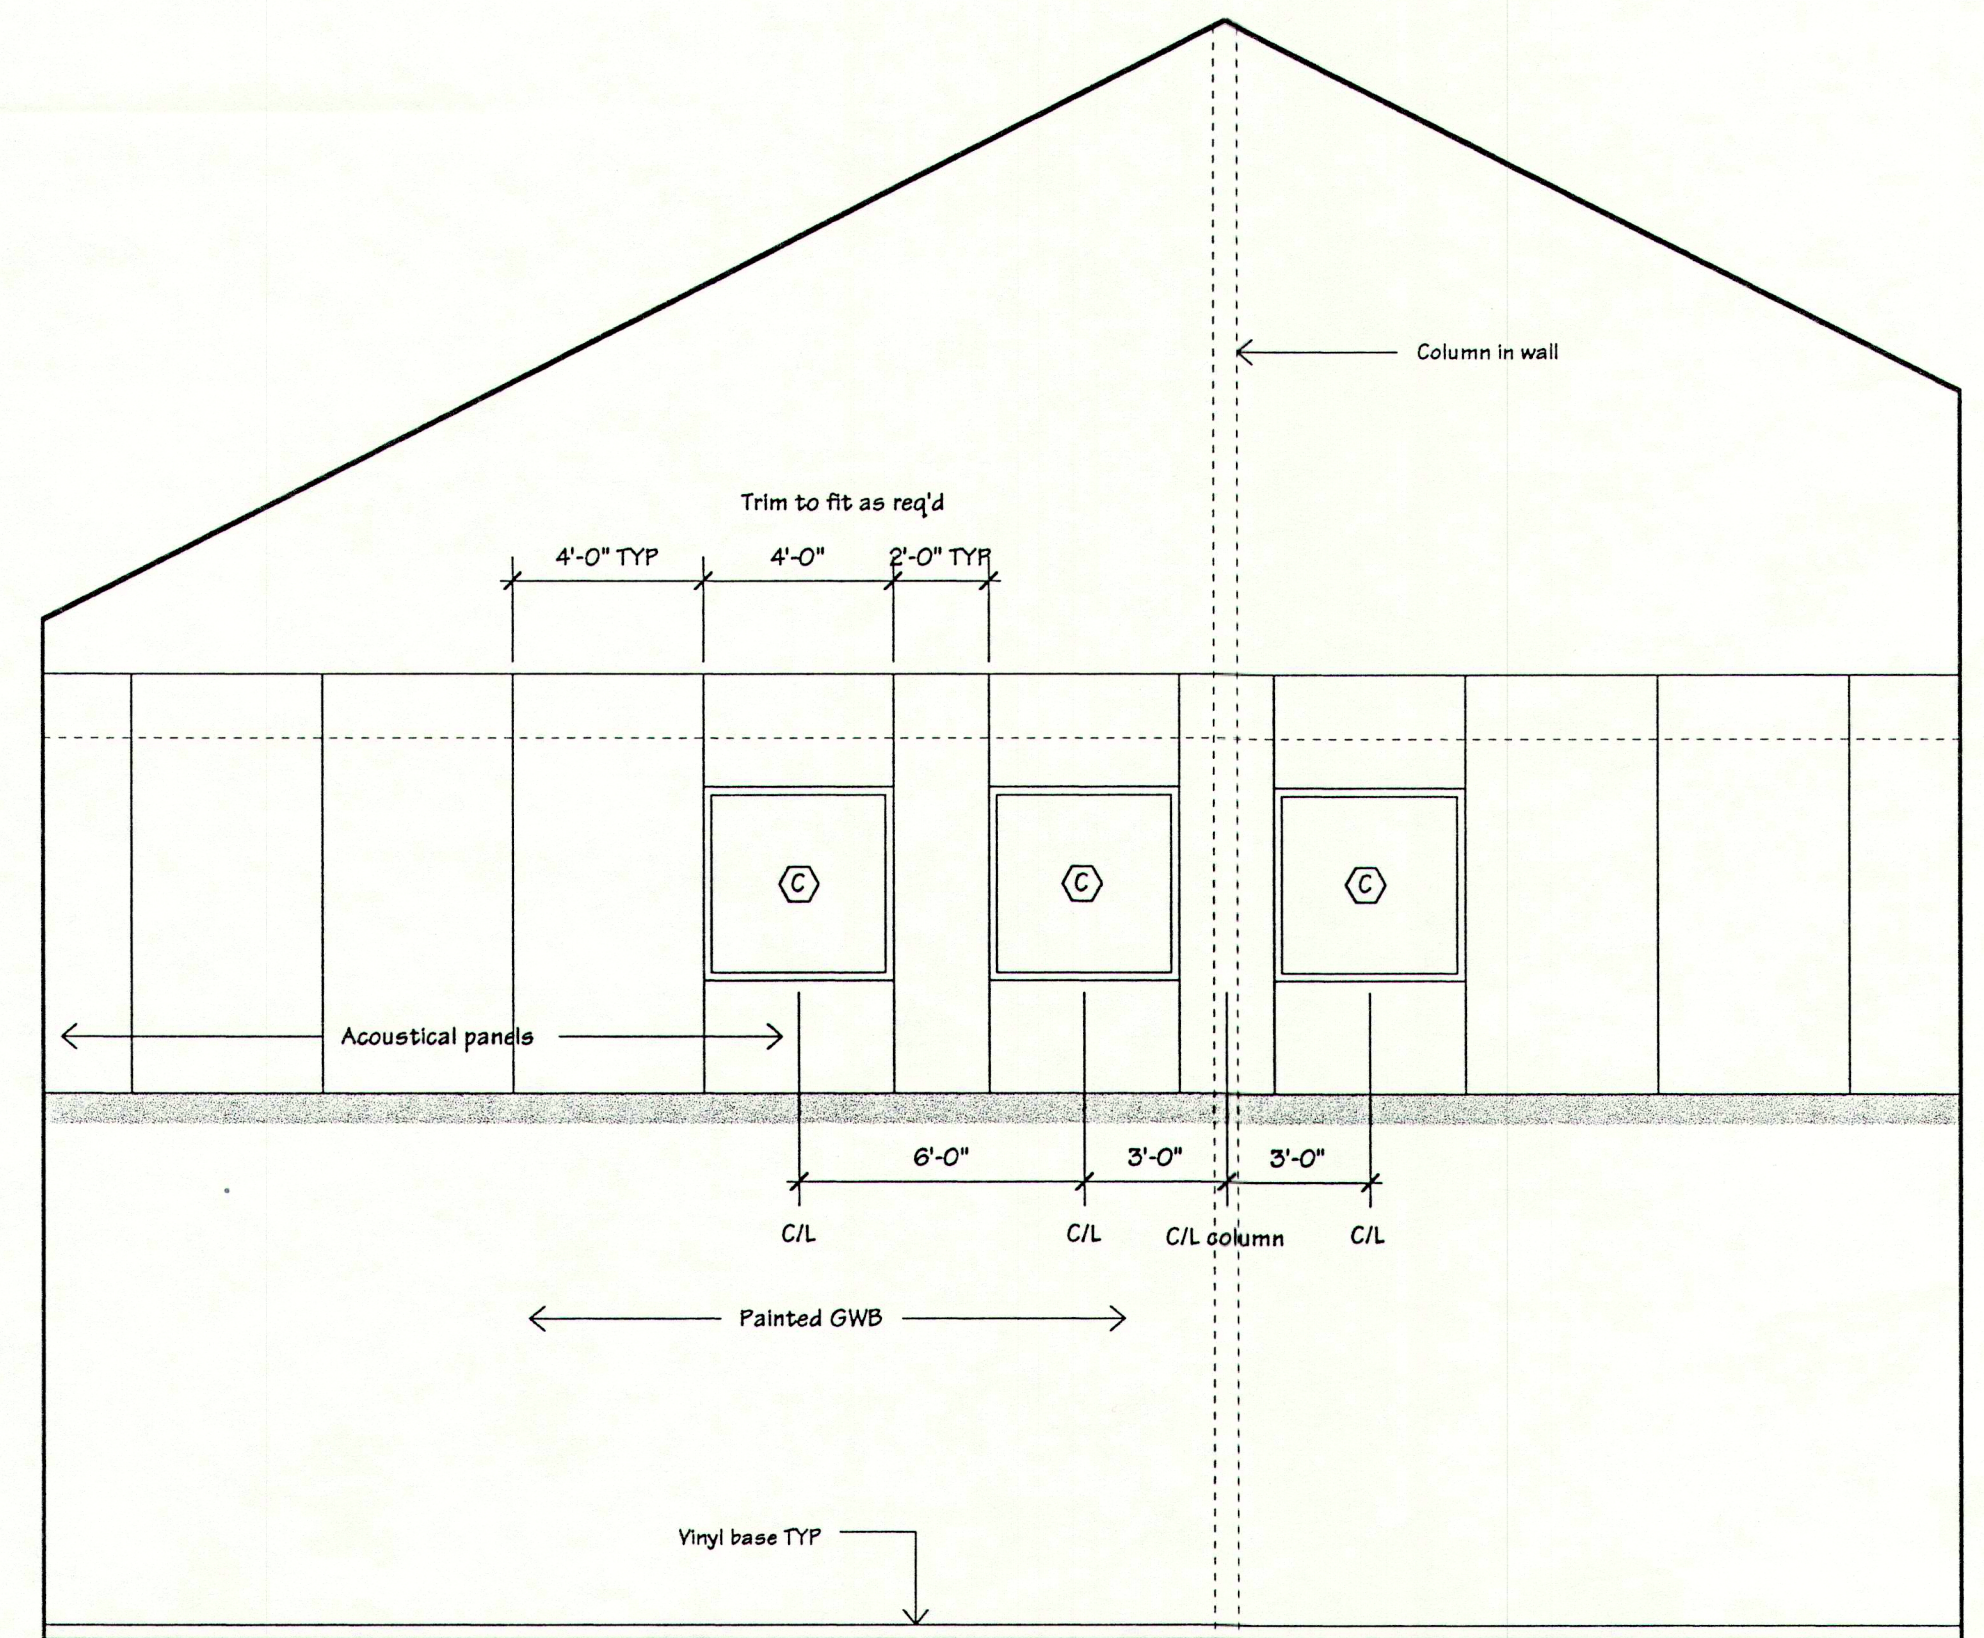 Column in wall
Trim to fit as req'd
4'-0" TYP
4'-0"
2'-0" TYP
C
C
C
Acoustical panels
6'-0"
3'-0"
3'-0"
C/L
C/L
C/L column
C/L
Painted GWB
Vinyl base TYP